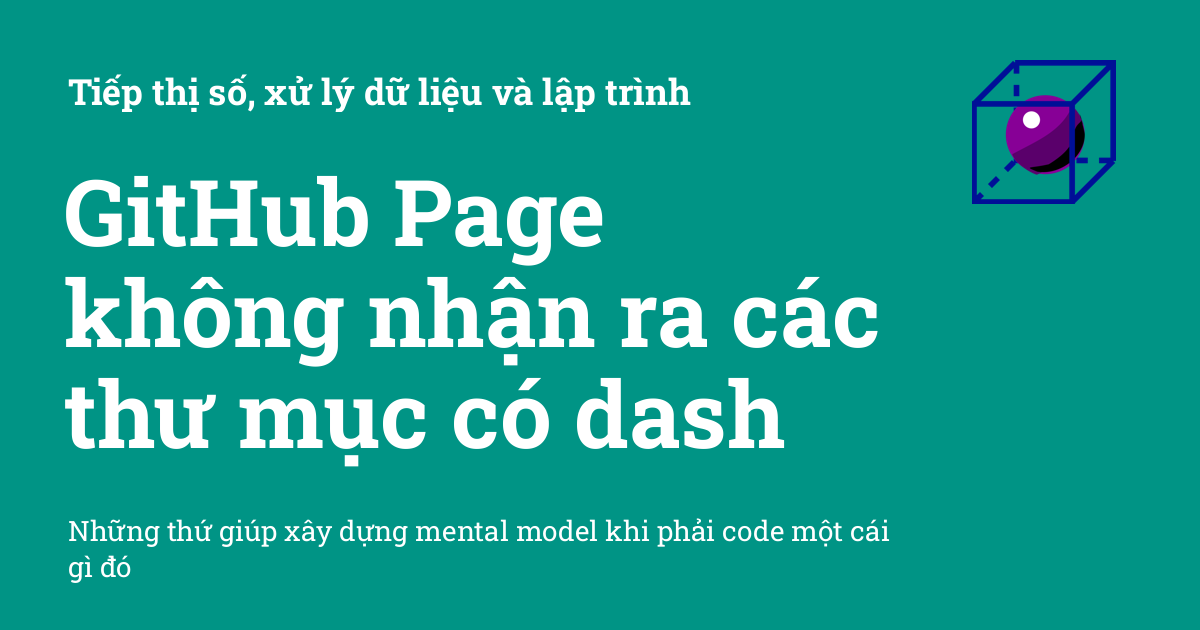 Tiếp thị số, xử lý dữ liệu và lập trình
GitHub Page
không nhận ra các
thư mục có dash
Những thứ giúp xây dựng mental model khi phải code một cái
gì đó